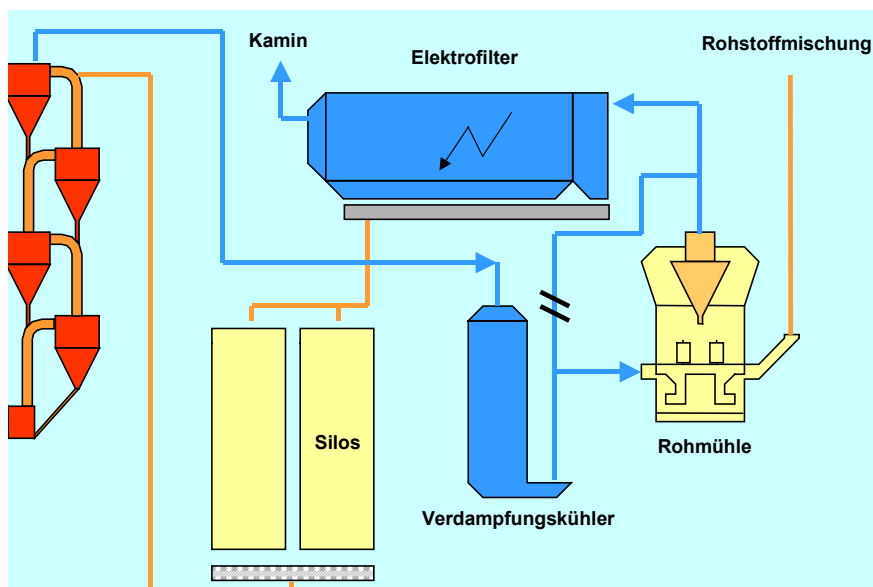 Kamin
Elektrofilter
Rohstoffmischung
Silos
Rohmühle
Verdampfungskühler